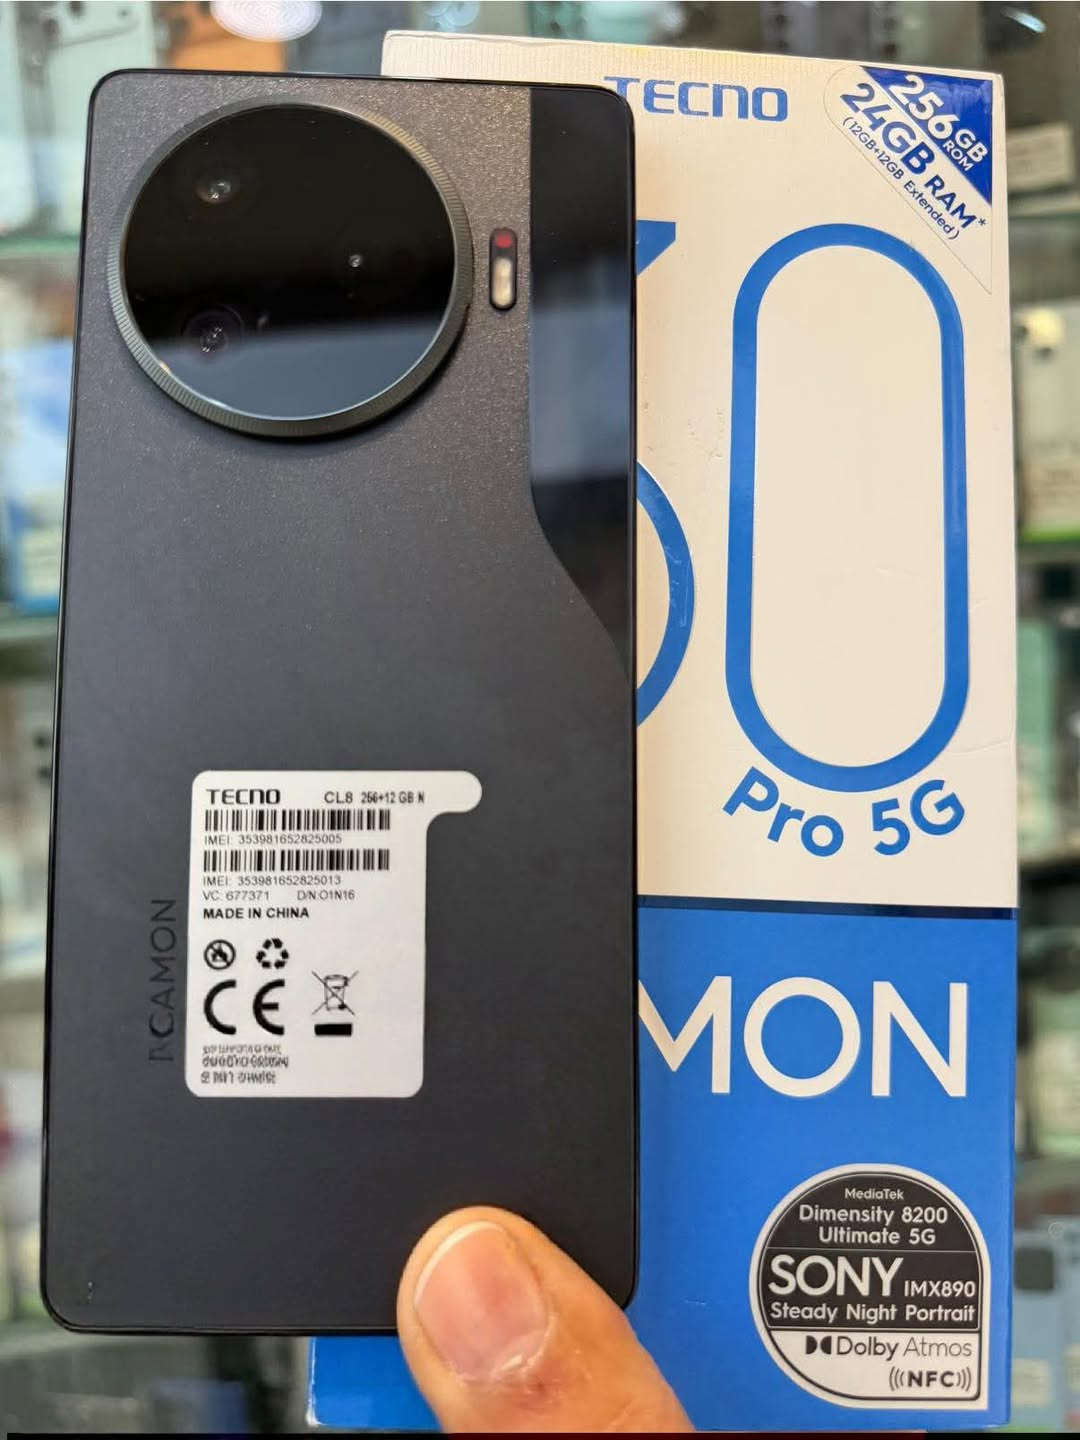 TECNO
256GB ROM
24GB RAM*
(12GB+12GB Extended)
0
Pro 5G
MON
MediaTek
Dimensity 8200
Ultimate 5G
SONY IMX890
Steady Night Portrait
Dolby Atmos
NFC
TECNO CL8 256+12 GB N
IMEI: 353981652825005
IMEI: 353981652825013
VC: 677371 D/N:O1N16
MADE IN CHINA
CE
CAMON